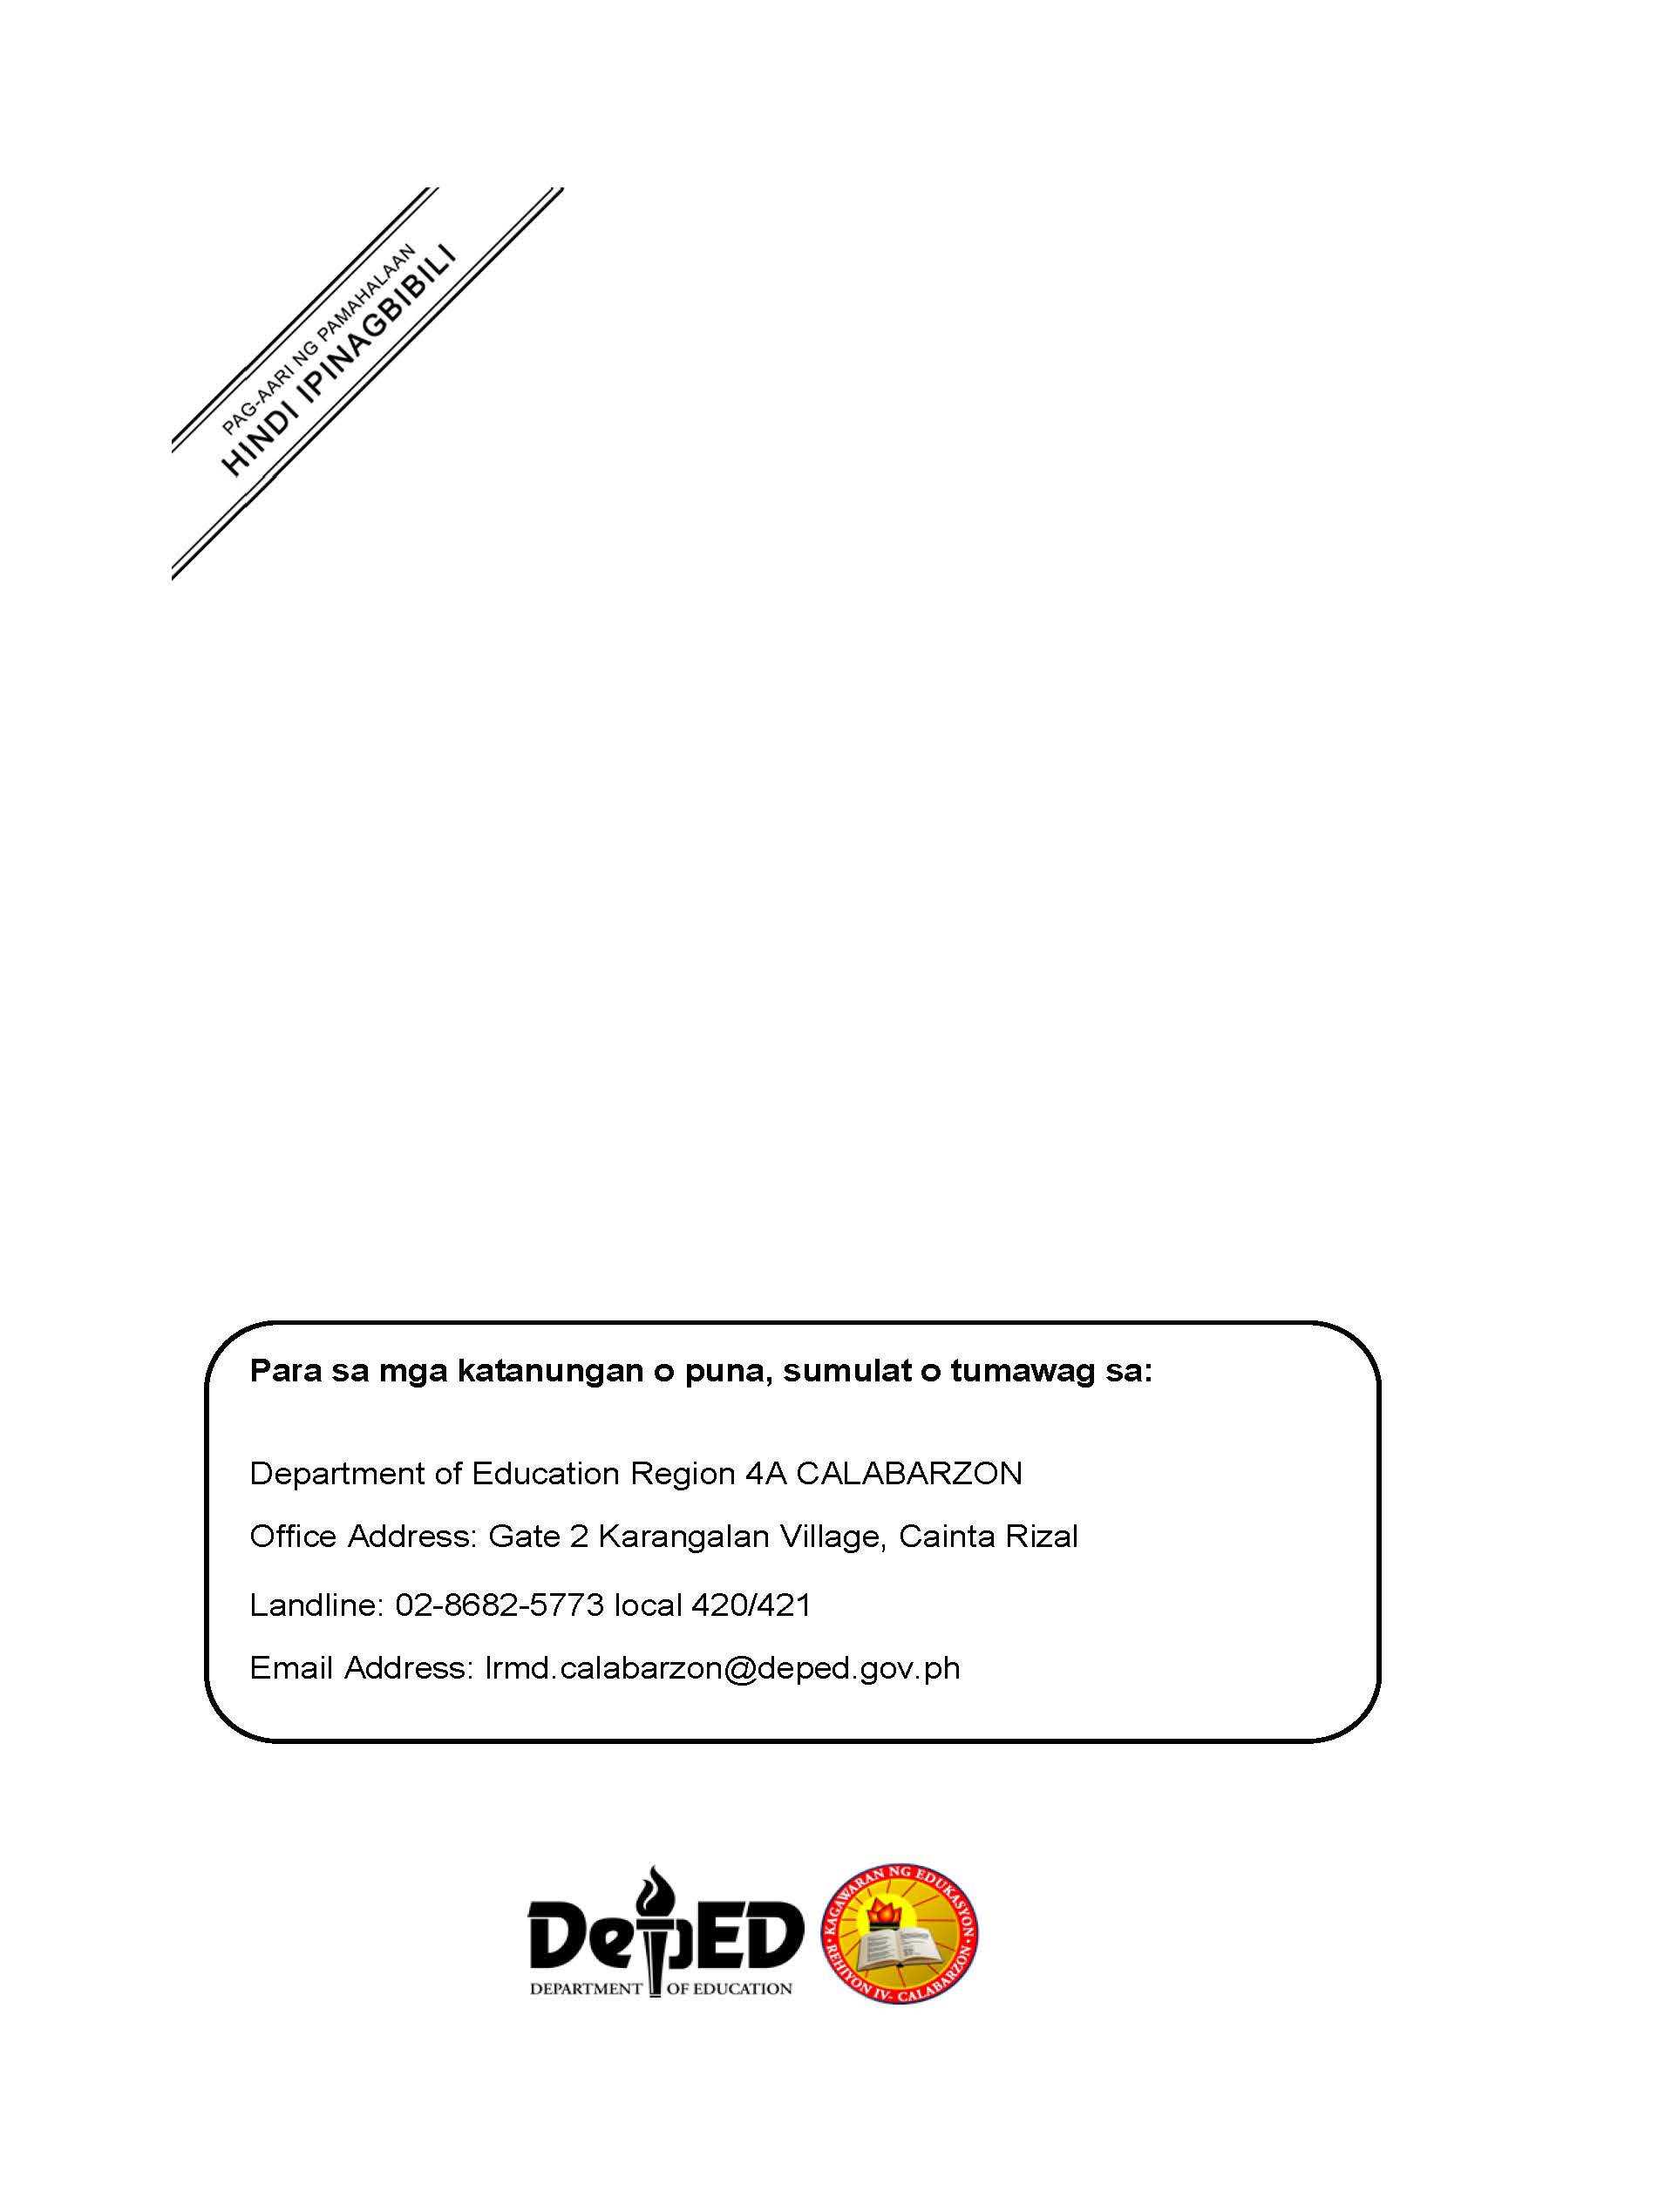 PAG-AARI NG PAMAHALAAN
HINDI IPINAGBIBILI
Para sa mga katanungan o puna, sumulat o tumawag sa:
Department of Education Region 4A CALABARZON
Office Address: Gate 2 Karangalan Village, Cainta Rizal
Landline: 02-8682-5773 local 420/421
Email Address: lrmd.calabarzon@deped.gov.ph
DepED
DEPARTMENT OF EDUCATION
KAGAWARAN NG EDUKASYON
REHIYON IV- CALABARZON